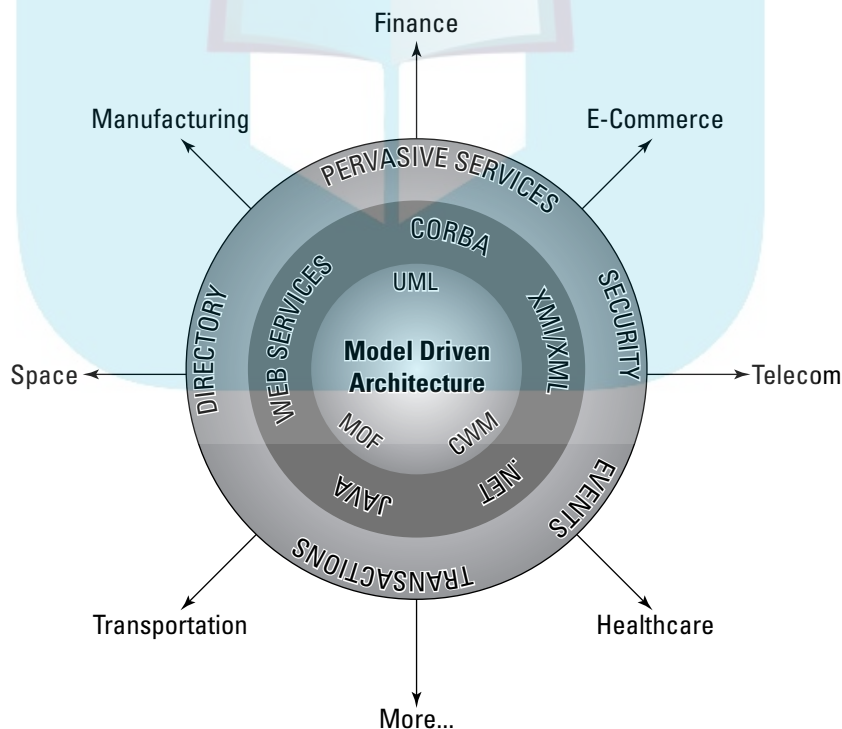 Finance
Manufacturing
E-Commerce
PERVASIVE SERVICES
CORBA
UML
WEB SERVICES
XMI/XML
DIRECTORY
SECURITY
Model Driven
Architecture
Space
Telecom
MOF
CWM
JAVA
.NET
EVENTS
TRANSACTIONS
Transportation
Healthcare
More...